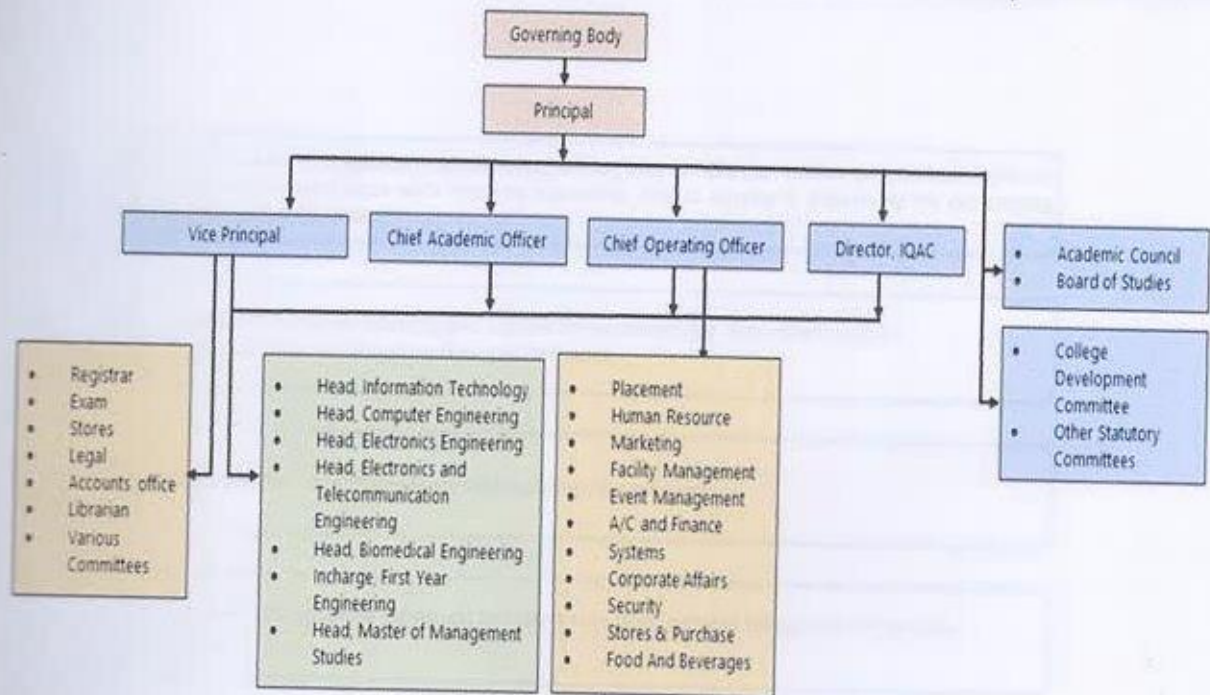 Governing Body
Principal
Vice Principal
Chief Academic Officer
Chief Operating Officer
Director, IQAC
• Academic Council
• Board of Studies
• College
Development
Committee
• Other Statutory
Committees
• Registrar
• Exam
• Stores
• Legal
• Accounts office
• Librarian
• Various
Committees
• Head, Information Technology
• Head, Computer Engineering
• Head, Electronics Engineering
• Head, Electronics and
Telecommunication
Engineering
• Head, Biomedical Engineering
• Incharge, First Year
Engineering
• Head, Master of Management
Studies
• Placement
• Human Resource
• Marketing
• Facility Management
• Event Management
• A/C and Finance
• Systems
• Corporate Affairs
• Security
• Stores & Purchase
• Food And Beverages